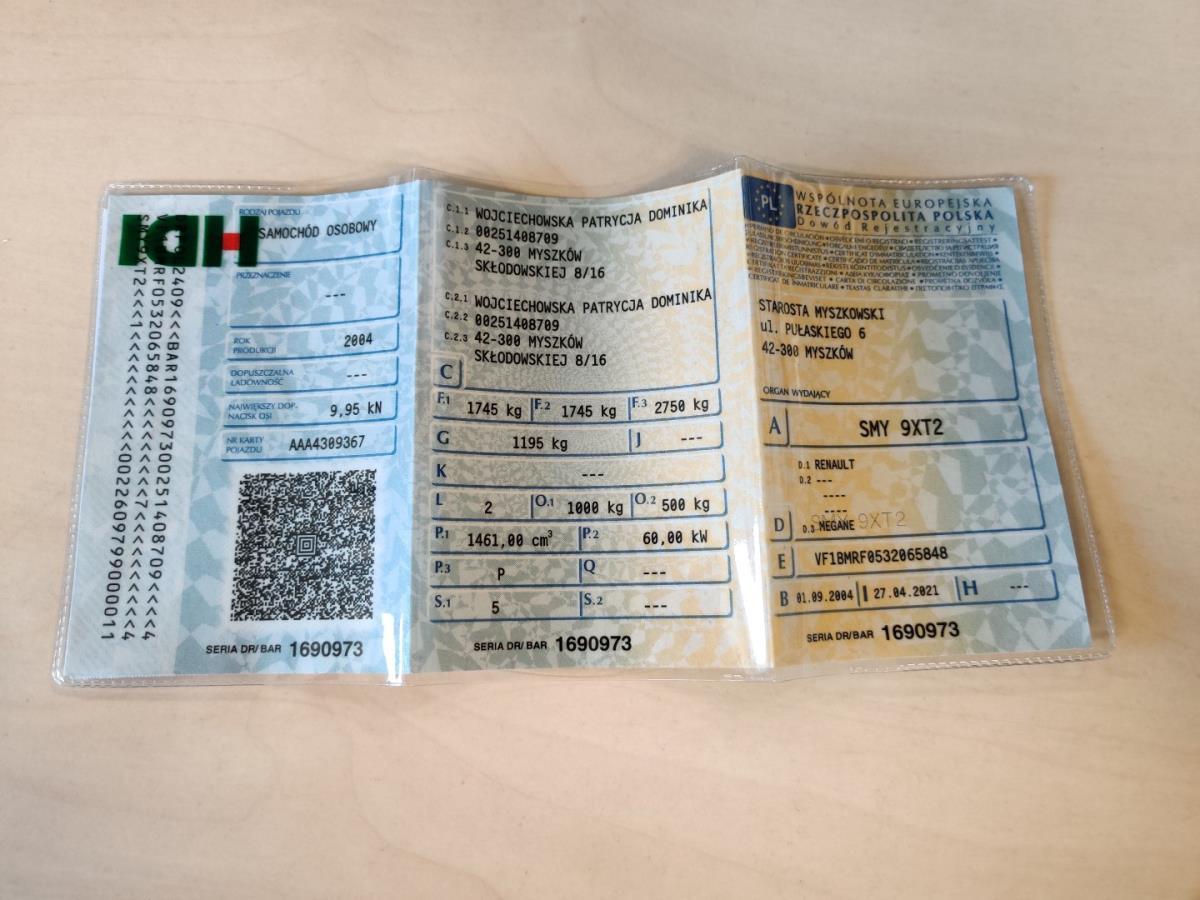 RODZAJ POJAZDU
SAMOCHÓD OSOBOWY
PRZEZNACZENIE
---
ROK PRODUKCJI 2004
DOPUSZCZALNA ŁADOWNOŚĆ ---
NAJWIĘKSZY DOP. NACISK OSI 9,95 kN
NR KARTY POJAZDU AAA4309367
SERIA DR/BAR 1690973
C.1.1 WOJCIECHOWSKA PATRYCJA DOMINIKA
C.1.2 00251408709
C.1.3 42-300 MYSZKÓW
SKŁODOWSKIEJ 8/16
C.2.1 WOJCIECHOWSKA PATRYCJA DOMINIKA
C.2.2 00251408709
C.2.3 42-300 MYSZKÓW
SKŁODOWSKIEJ 8/16
C
F.1 1745 kg F.2 1745 kg F.3 2750 kg
G 1195 kg J ---
K ---
L 2 O.1 1000 kg O.2 500 kg
P.1 1461,00 cm³ P.2 60,00 kW
P.3 P Q ---
S.1 5 S.2 ---
SERIA DR/BAR 1690973
PL
WSPÓLNOTA EUROPEJSKA
RZECZPOSPOLITA POLSKA
Dowód Rejestracyjny
STAROSTA MYSZKOWSKI
ul. PUŁASKIEGO 6
42-300 MYSZKÓW
ORGAN WYDAJĄCY
A SMY 9XT2
D.1 RENAULT
D.2 ---
----
----
D D.3 MEGANE
SMY 9XT2
E VF1BMRF0532065848
B 01.09.2004 I 27.04.2021 H ---
SERIA DR/BAR 1690973